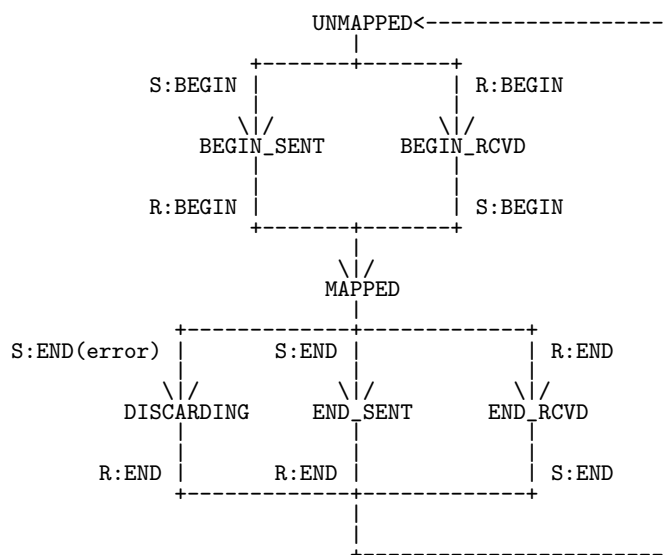 UNMAPPED<-------------------
S:BEGIN R:BEGIN
BEGIN_SENT BEGIN_RCVD
R:BEGIN S:BEGIN
MAPPED
S:END(error) S:END R:END
DISCARDING END_SENT END_RCVD
R:END R:END S:END